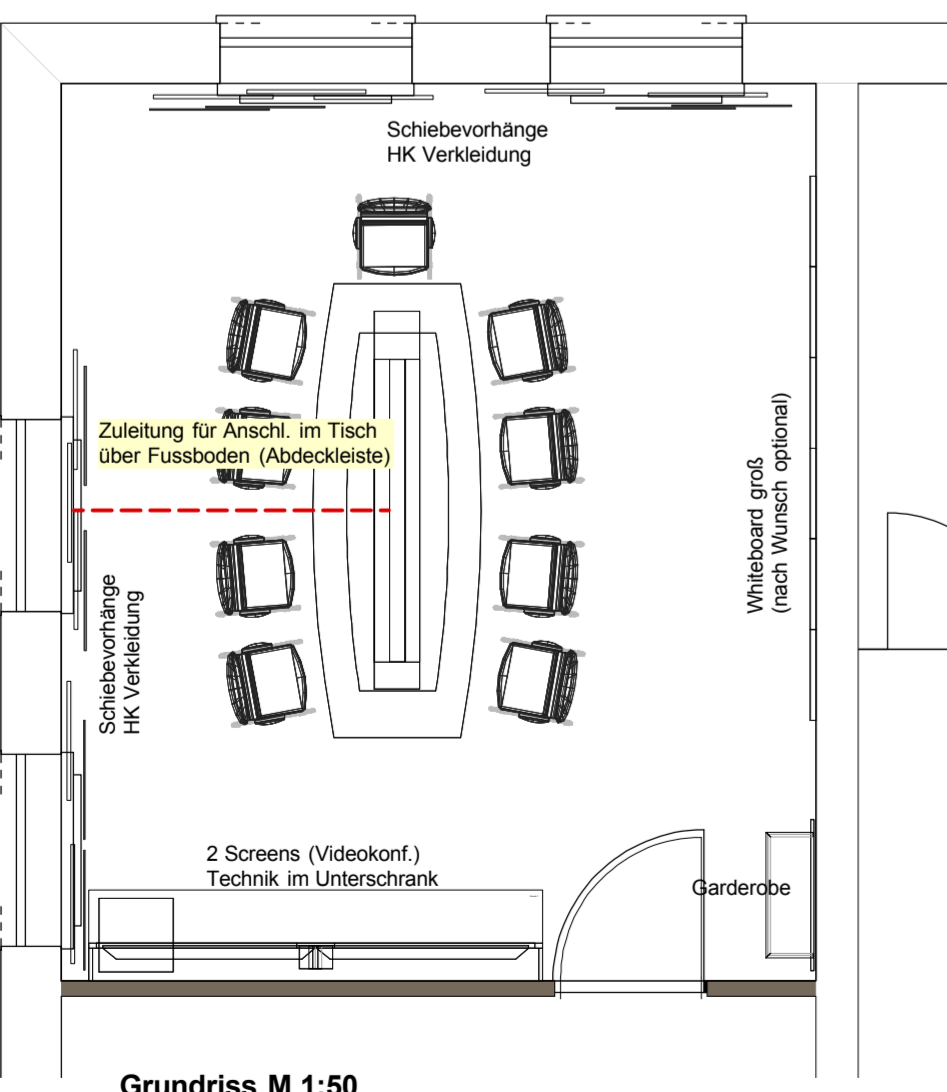 Schiebevorhänge
HK Verkleidung
Zuleitung für Anschl. im Tisch
über Fussboden (Abdeckleiste)
Whiteboard groß
(nach Wunsch optional)
Schiebevorhänge
HK Verkleidung
2 Screens (Videokonf.)
Technik im Unterschrank
Garderobe
Grundriss M 1:50